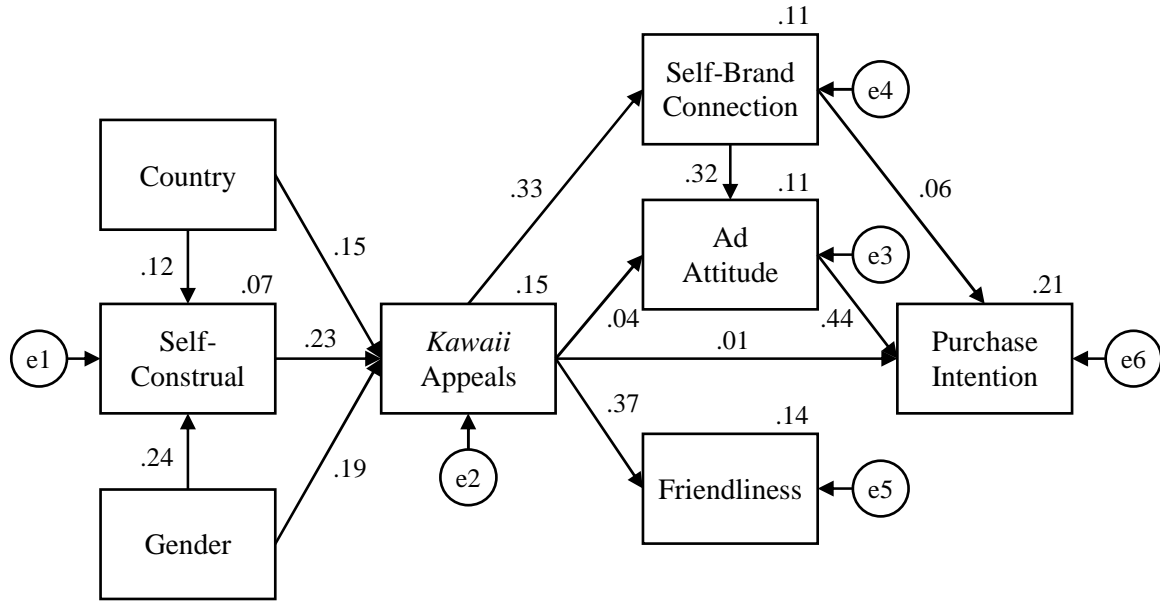 .11
Self-Brand
Connection
e4
Country
.33
.32
.11
.06
.15
Ad
Attitude
e3
.12
.07
.15
.04
.44
.21
e1
Self-
Construal
.23
Kawaii
Appeals
.01
Purchase
Intention
e6
.37
.14
.24
.19
e2
Friendliness
e5
Gender